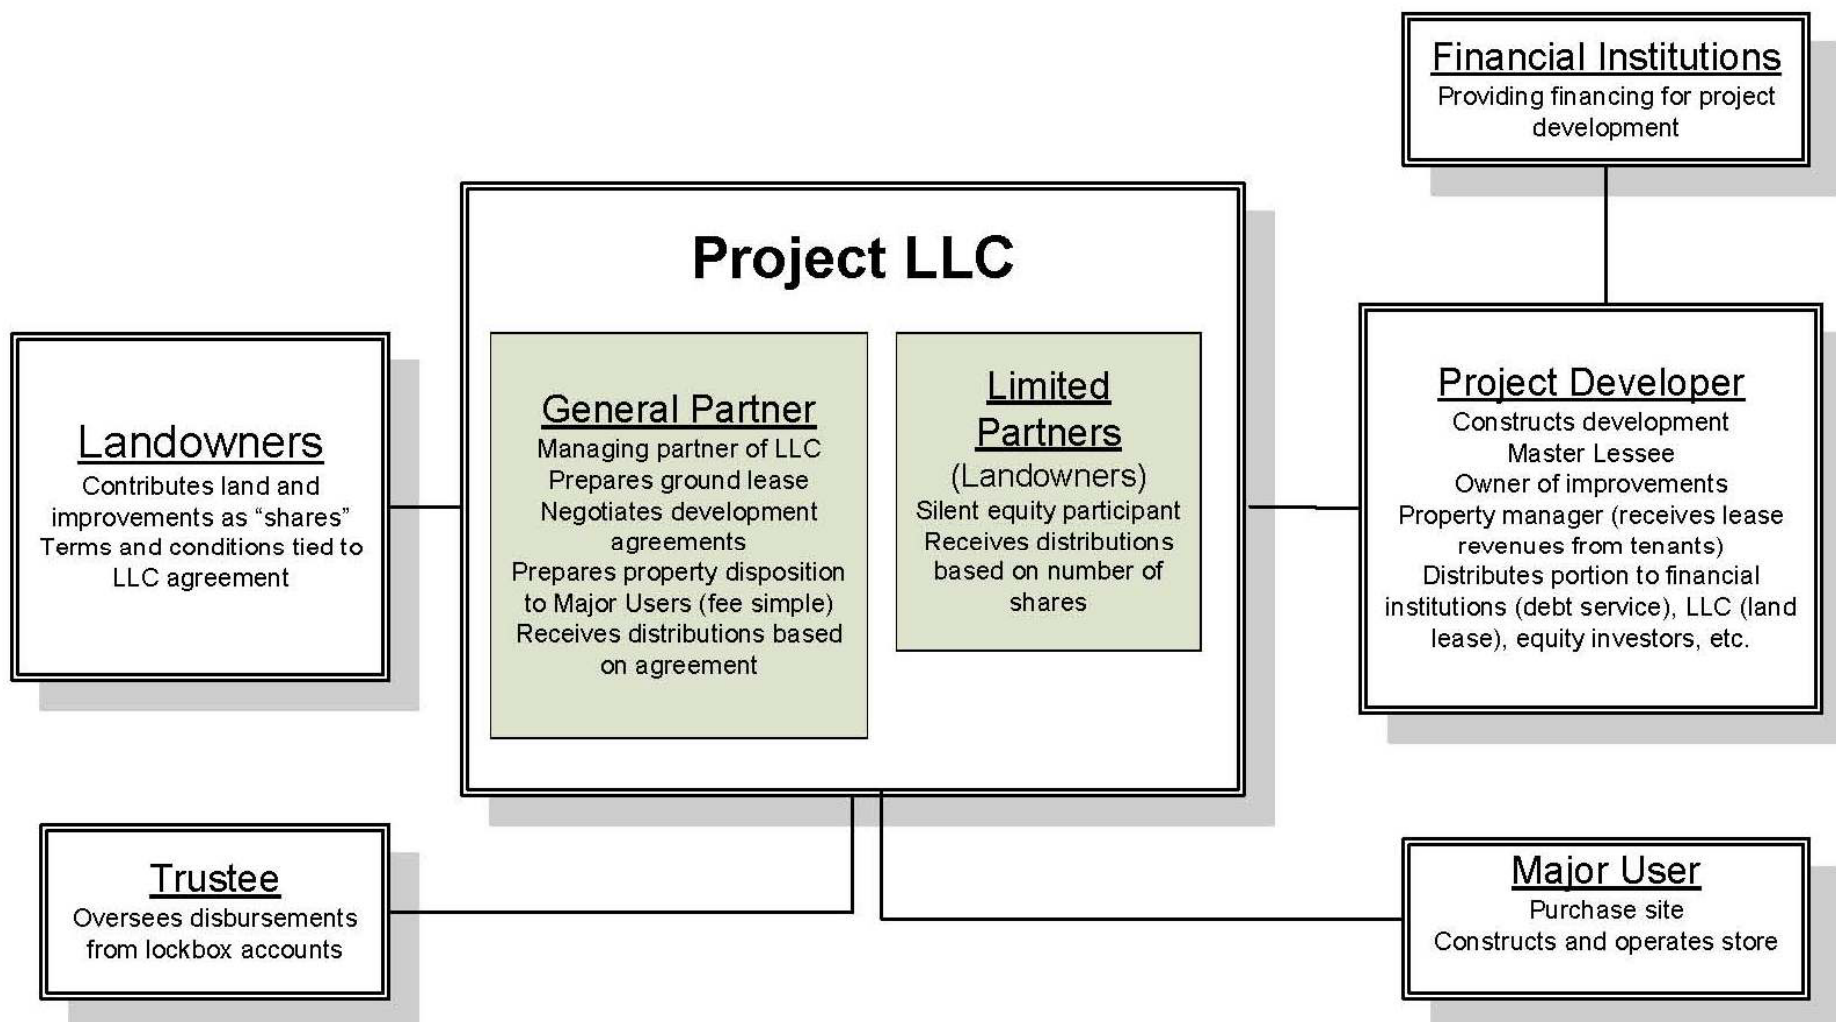 Financial Institutions
Providing financing for project
development
Project LLC
Landowners
Contributes land and
improvements as “shares”
Terms and conditions tied to
LLC agreement
General Partner
Managing partner of LLC
Prepares ground lease
Negotiates development
agreements
Prepares property disposition
to Major Users (fee simple)
Receives distributions based
on agreement
Limited
Partners
(Landowners)
Silent equity participant
Receives distributions
based on number of
shares
Project Developer
Constructs development
Master Lessee
Owner of improvements
Property manager (receives lease
revenues from tenants)
Distributes portion to financial
institutions (debt service), LLC (land
lease), equity investors, etc.
Trustee
Oversees disbursements
from lockbox accounts
Major User
Purchase site
Constructs and operates store